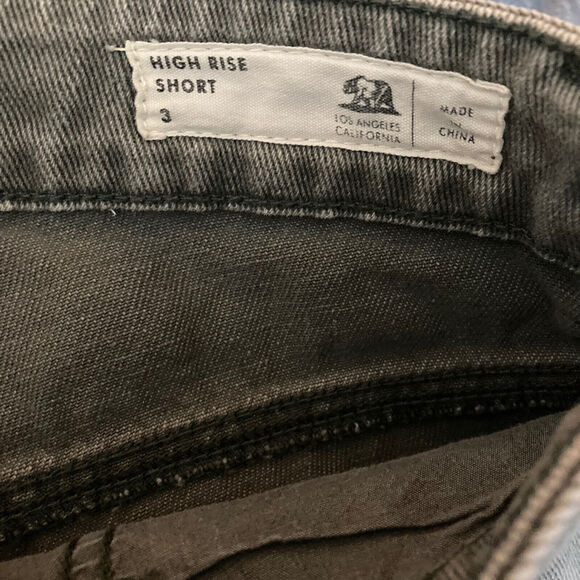 HIGH RISE
SHORT
3
LOS ANGELES
CALIFORNIA
MADE
IN
CHINA